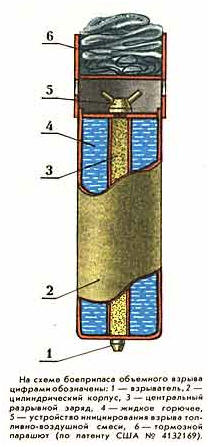 6
5
4
3
2
1
На схеме боеприпаса объемного взрыва
цифрами обозначены: 1 — взрыватель, 2 —
цилиндрический корпус, 3 — центральный
разрывной заряд, 4 — жидкое горючее,
5 — устройство инициирования взрыва топ-
ливно-воздушной смеси, 6 — тормозной
парашют (по патенту США № 4132169).